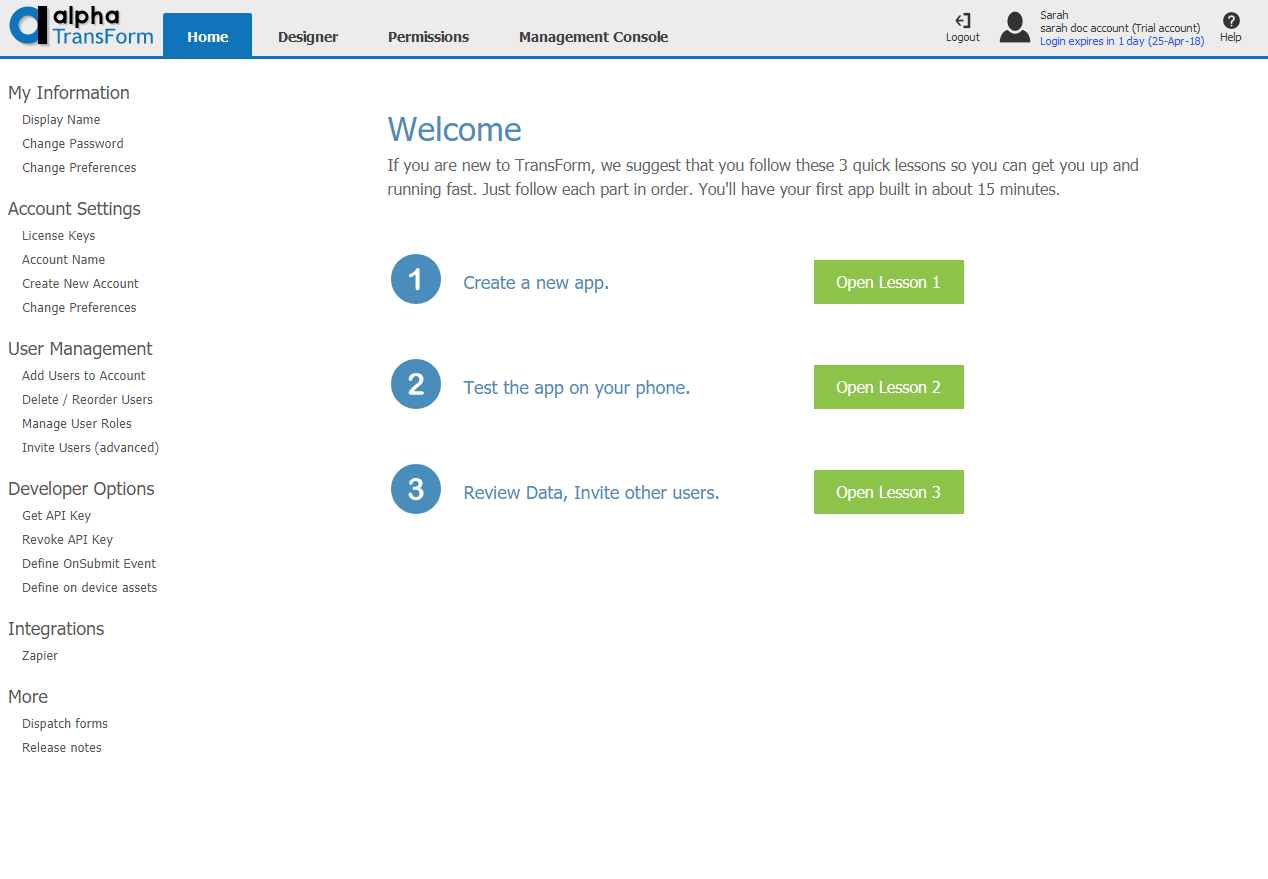 alpha
TransForm
Home
Designer
Permissions
Management Console
Logout
Sarah
sarah doc account (Trial account)
Login expires in 1 day (25-Apr-18)
Help
My Information
Display Name
Change Password
Change Preferences
Account Settings
License Keys
Account Name
Create New Account
Change Preferences
User Management
Add Users to Account
Delete / Reorder Users
Manage User Roles
Invite Users (advanced)
Developer Options
Get API Key
Revoke API Key
Define OnSubmit Event
Define on device assets
Integrations
Zapier
More
Dispatch forms
Release notes
Welcome
If you are new to TransForm, we suggest that you follow these 3 quick lessons so you can get you up and
running fast. Just follow each part in order. You'll have your first app built in about 15 minutes.
1 Create a new app. Open Lesson 1
2 Test the app on your phone. Open Lesson 2
3 Review Data, Invite other users. Open Lesson 3